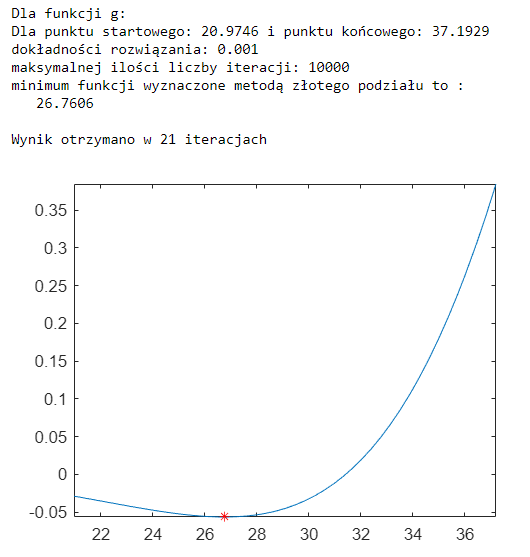 Dla funkcji g:
Dla punktu startowego: 20.9746 i punktu końcowego: 37.1929
dokładności rozwiązania: 0.001
maksymalnej ilości liczby iteracji: 10000
minimum funkcji wyznaczone metodą złotego podziału to :
26.7606
Wynik otrzymano w 21 iteracjach
0.35
0.3
0.25
0.2
0.15
0.1
0.05
0
-0.05
22 24 26 28 30 32 34 36